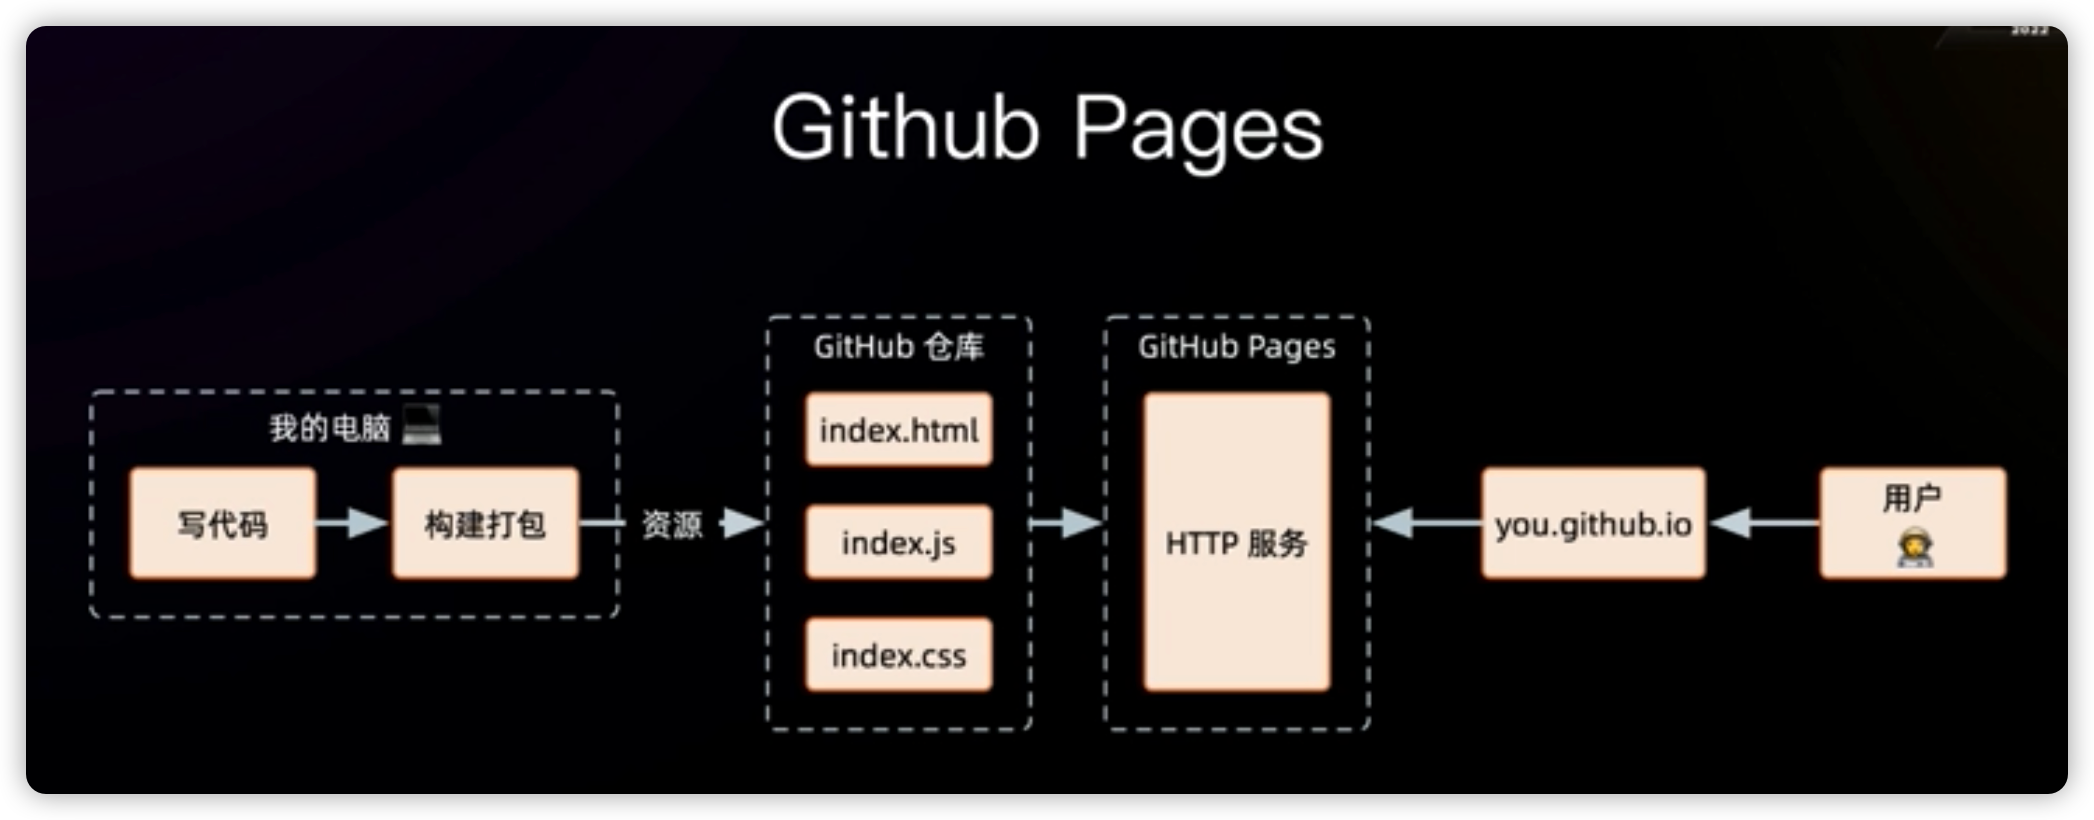 2022
Github Pages
我的电脑
写代码
构建打包
资源
GitHub 仓库
index.html
index.js
index.css
GitHub Pages
HTTP 服务
you.github.io
用户